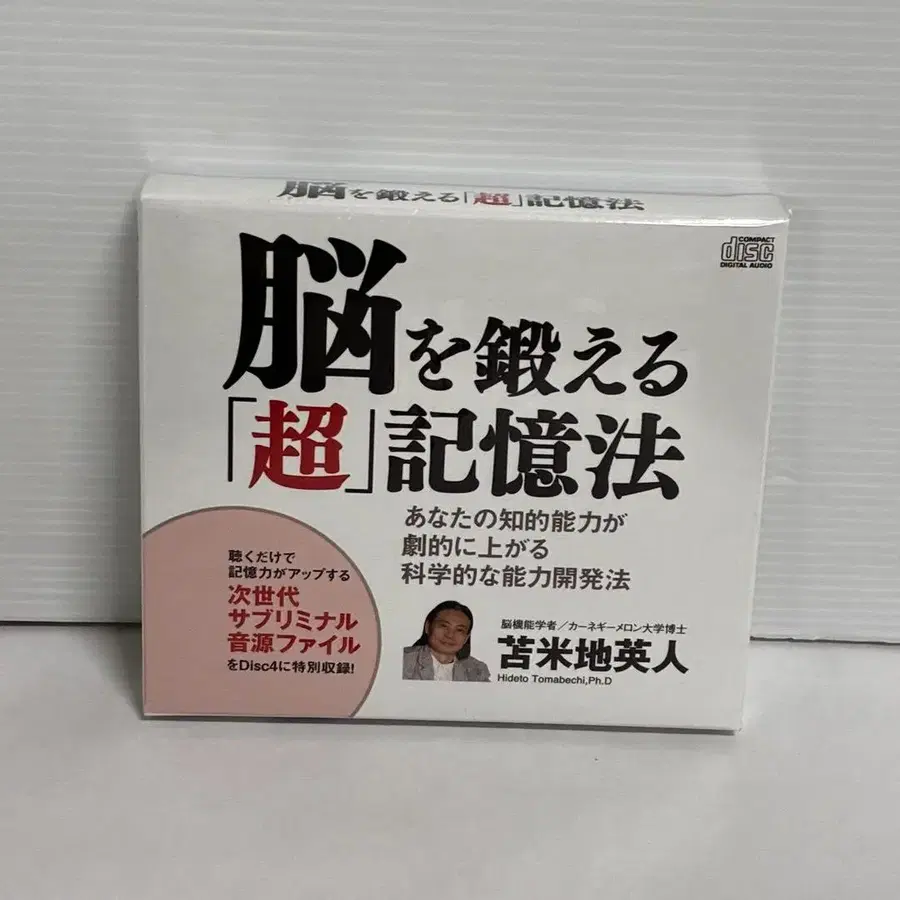 脳を鍛える「超」記憶法
COMPACT
disc
DIGITAL AUDIO
脳を鍛える
「超」記憶法
あなたの知的能力が
劇的に上がる
科学的な能力開発法
聴くだけで
記憶力がアップする
次世代
サブリミナル
音源ファイル
をDisc4に特別収録!
脳機能学者/カーネギーメロン大学博士
苫米地英人
Hideto Tomabechi,Ph.D